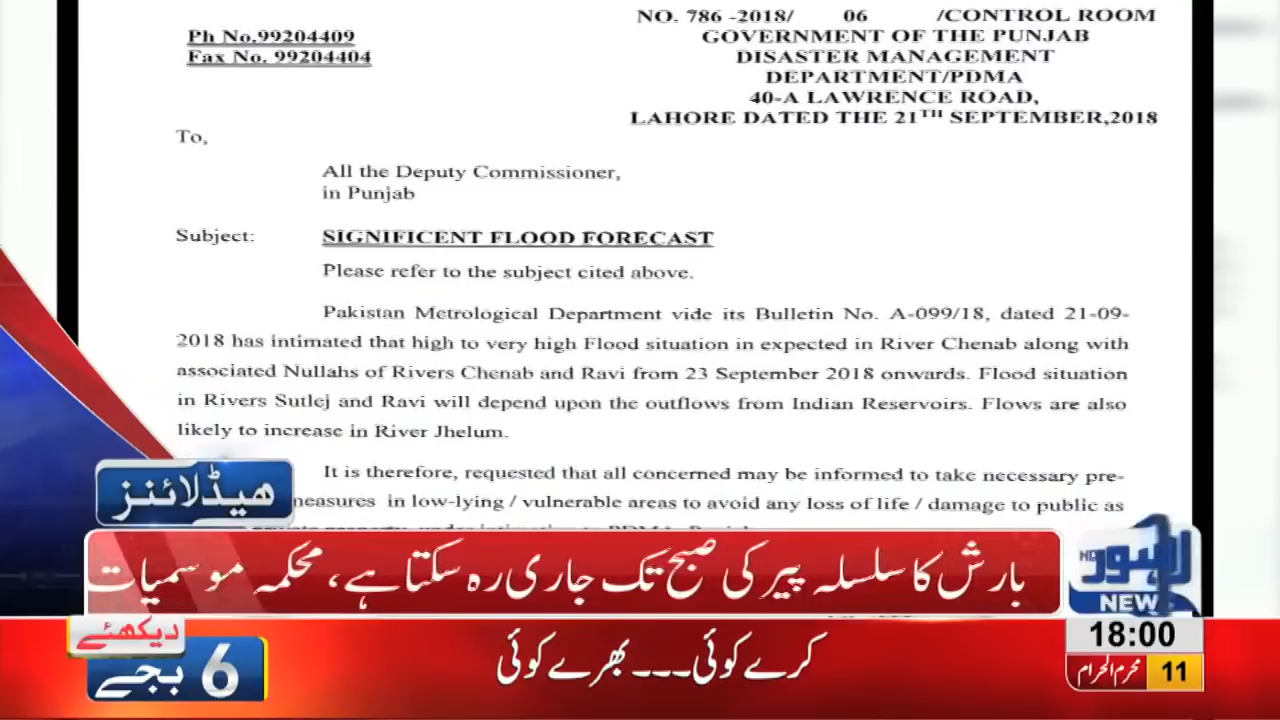 Ph No.99204409
Fax No. 99204404
NO. 786 -2018/ 06 /CONTROL ROOM
GOVERNMENT OF THE PUNJAB
DISASTER MANAGEMENT
DEPARTMENT/PDMA
40-A LAWRENCE ROAD,
LAHORE DATED THE 21TH SEPTEMBER,2018
To,
All the Deputy Commissioner,
in Punjab
Subject: SIGNIFICENT FLOOD FORECAST
Please refer to the subject cited above.
Pakistan Metrological Department vide its Bulletin No. A-099/18, dated 21-09-
2018 has intimated that high to very high Flood situation in expected in River Chenab along with
associated Nullahs of Rivers Chenab and Ravi from 23 September 2018 onwards. Flood situation
in Rivers Sutlej and Ravi will depend upon the outflows from Indian Reservoirs. Flows are also
likely to increase in River Jhelum.
It is therefore, requested that all concerned may be informed to take necessary pre-
measures in low-lying / vulnerable areas to avoid any loss of life / damage to public as
ہیڈلائنز
بارش کا سلسلہ پیر کی صبح تک جاری رہ سکتا ہے، محکمہ موسمیات
HD لاہور
NEWS
دیکھئے
6 بجے
کرے کوئی۔۔۔ بھرے کوئی
18:00
11 محرم الحرام